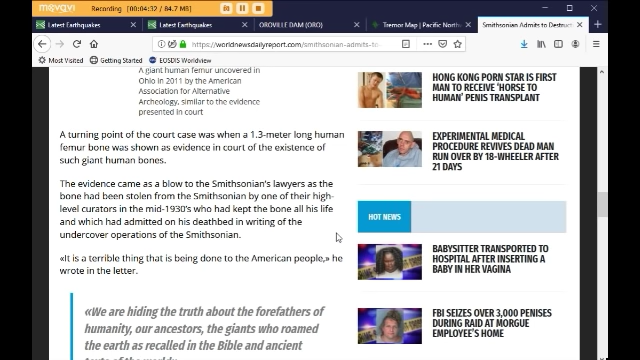 movavi
Recording (00:04:32 / 84.7 MB)
Latest Earthquakes
Latest Earthquakes
OROVILLE DAM (ORO)
Tremor Map | Pacific North
Smithsonian Admits to Destruct
https://worldnewsdailyreport.com/smithsonian-admits-to-
Most Visited
Getting Started
EOSDIS Worldview
A giant human femur uncovered in
Ohio in 2011 by the American
Association for Alternative
Archeology, similar to the evidence
presented in court
A turning point of the court case was when a 1.3-meter long human
femur bone was shown as evidence in court of the existence of
such giant human bones.
The evidence came as a blow to the Smithsonian's lawyers as the
bone had been stolen from the Smithsonian by one of their high-
level curators in the mid-1930's who had kept the bone all his life
and which had admitted on his deathbed in writing of the
undercover operations of the Smithsonian.
«It is a terrible thing that is being done to the American people,» he
wrote in the letter.
«We are hiding the truth about the forefathers of
humanity, our ancestors, the giants who roamed
the earth as recalled in the Bible and ancient
HONG KONG PORN STAR IS FIRST
MAN TO RECEIVE 'HORSE TO
HUMAN' PENIS TRANSPLANT
EXPERIMENTAL MEDICAL
PROCEDURE REVIVES DEAD MAN
RUN OVER BY 18-WHEELER AFTER
21 DAYS
HOT NEWS
BABYSITTER TRANSPORTED TO
HOSPITAL AFTER INSERTING A
BABY IN HER VAGINA
FBI SEIZES OVER 3,000 PENISES
DURING RAID AT MORGUE
EMPLOYEE'S HOME